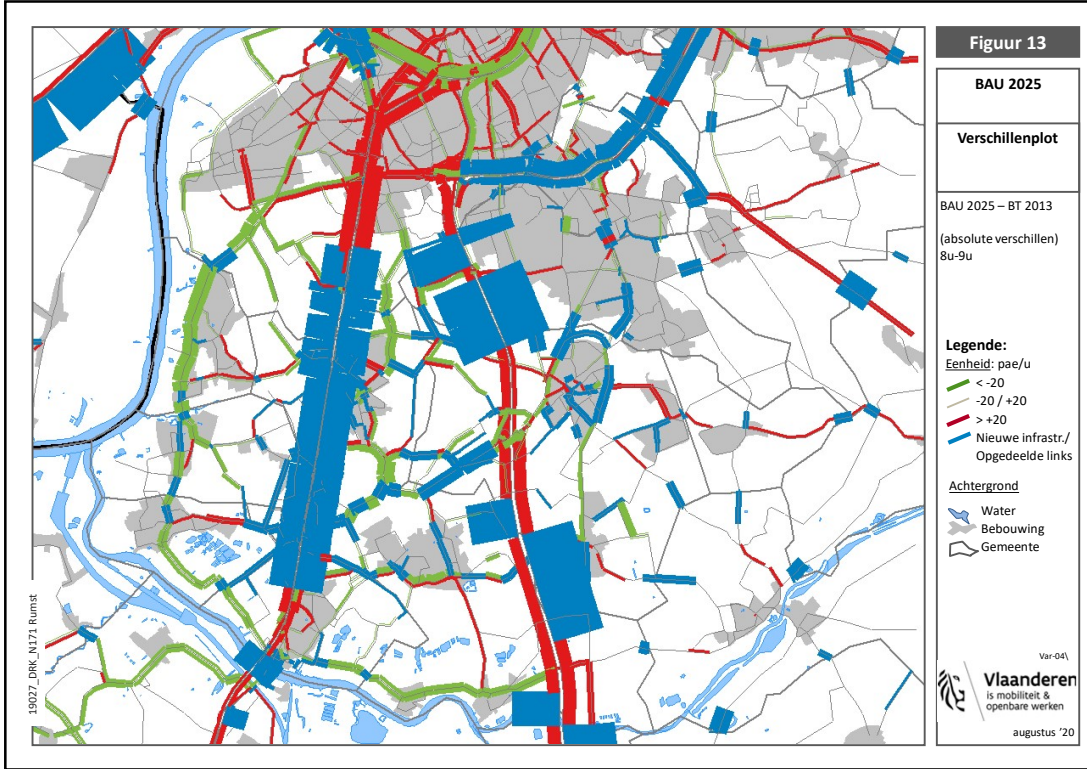 Figuur 13
BAU 2025
Verschillenplot
BAU 2025 – BT 2013
(absolute verschillen)
8u-9u
Legende:
Eenheid: pae/u
< -20
-20 / +20
> +20
Nieuwe infrastr./
Opgedeelde links
Achtergrond
Water
Bebouwing
Gemeente
19027_DRK_N171 Rumst
Var-04\
Vlaanderen
is mobiliteit &
openbare werken
augustus '20